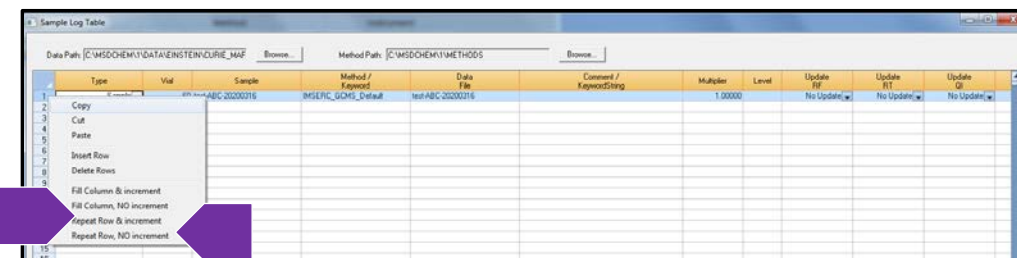 Sample Log Table
Data Path: C:\MSDCHEM\1\DATA\EINSTEIN\CURIE_MAF Browse... Method Path: C:\MSDCHEM\1\METHODS Browse...
Type Vial Sample Method / Keyword Data File Comment / KeywordString Multiplier Level Update RF Update RT Update QI
1 Sample test-ABC-20200316 IMSERC_GCMS_Default test-ABC-20200316 1.00000 No Update No Update No Update
2 Copy
3 Cut
4
5 Paste
6
7 Insert Row
8 Delete Rows
9
Fill Column & increment
Fill Column, NO increment
Repeat Row & increment
Repeat Row, NO increment
15
16